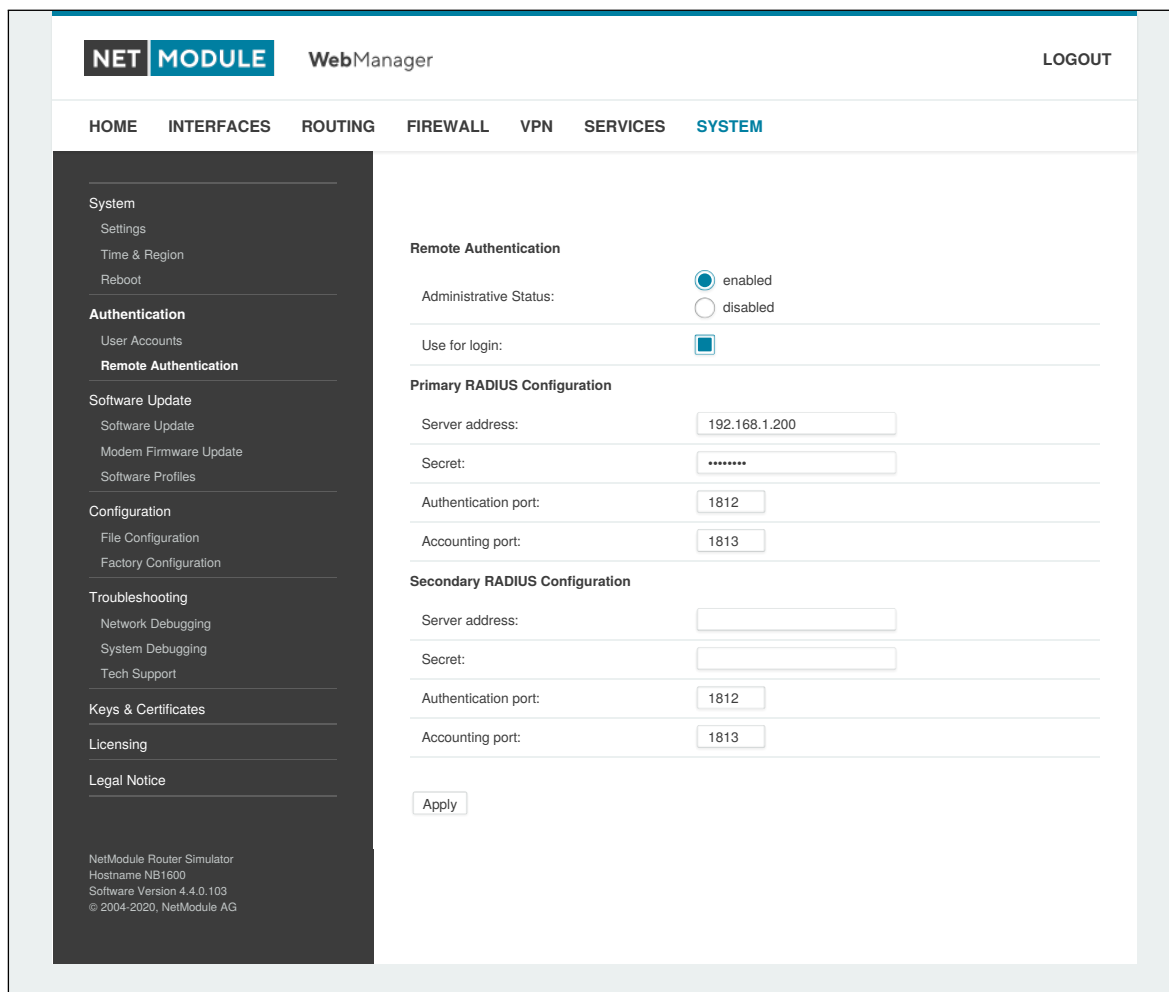 NET MODULE WebManager LOGOUT
HOME INTERFACES ROUTING FIREWALL VPN SERVICES SYSTEM
System
Settings
Time & Region
Reboot
Authentication
User Accounts
Remote Authentication
Software Update
Software Update
Modem Firmware Update
Software Profiles
Configuration
File Configuration
Factory Configuration
Troubleshooting
Network Debugging
System Debugging
Tech Support
Keys & Certificates
Licensing
Legal Notice
NetModule Router Simulator
Hostname NB1600
Software Version 4.4.0.103
© 2004-2020, NetModule AG
Remote Authentication
Administrative Status:
enabled
disabled
Use for login:
Primary RADIUS Configuration
Server address: 192.168.1.200
Secret: ••••••••
Authentication port: 1812
Accounting port: 1813
Secondary RADIUS Configuration
Server address:
Secret:
Authentication port: 1812
Accounting port: 1813
Apply